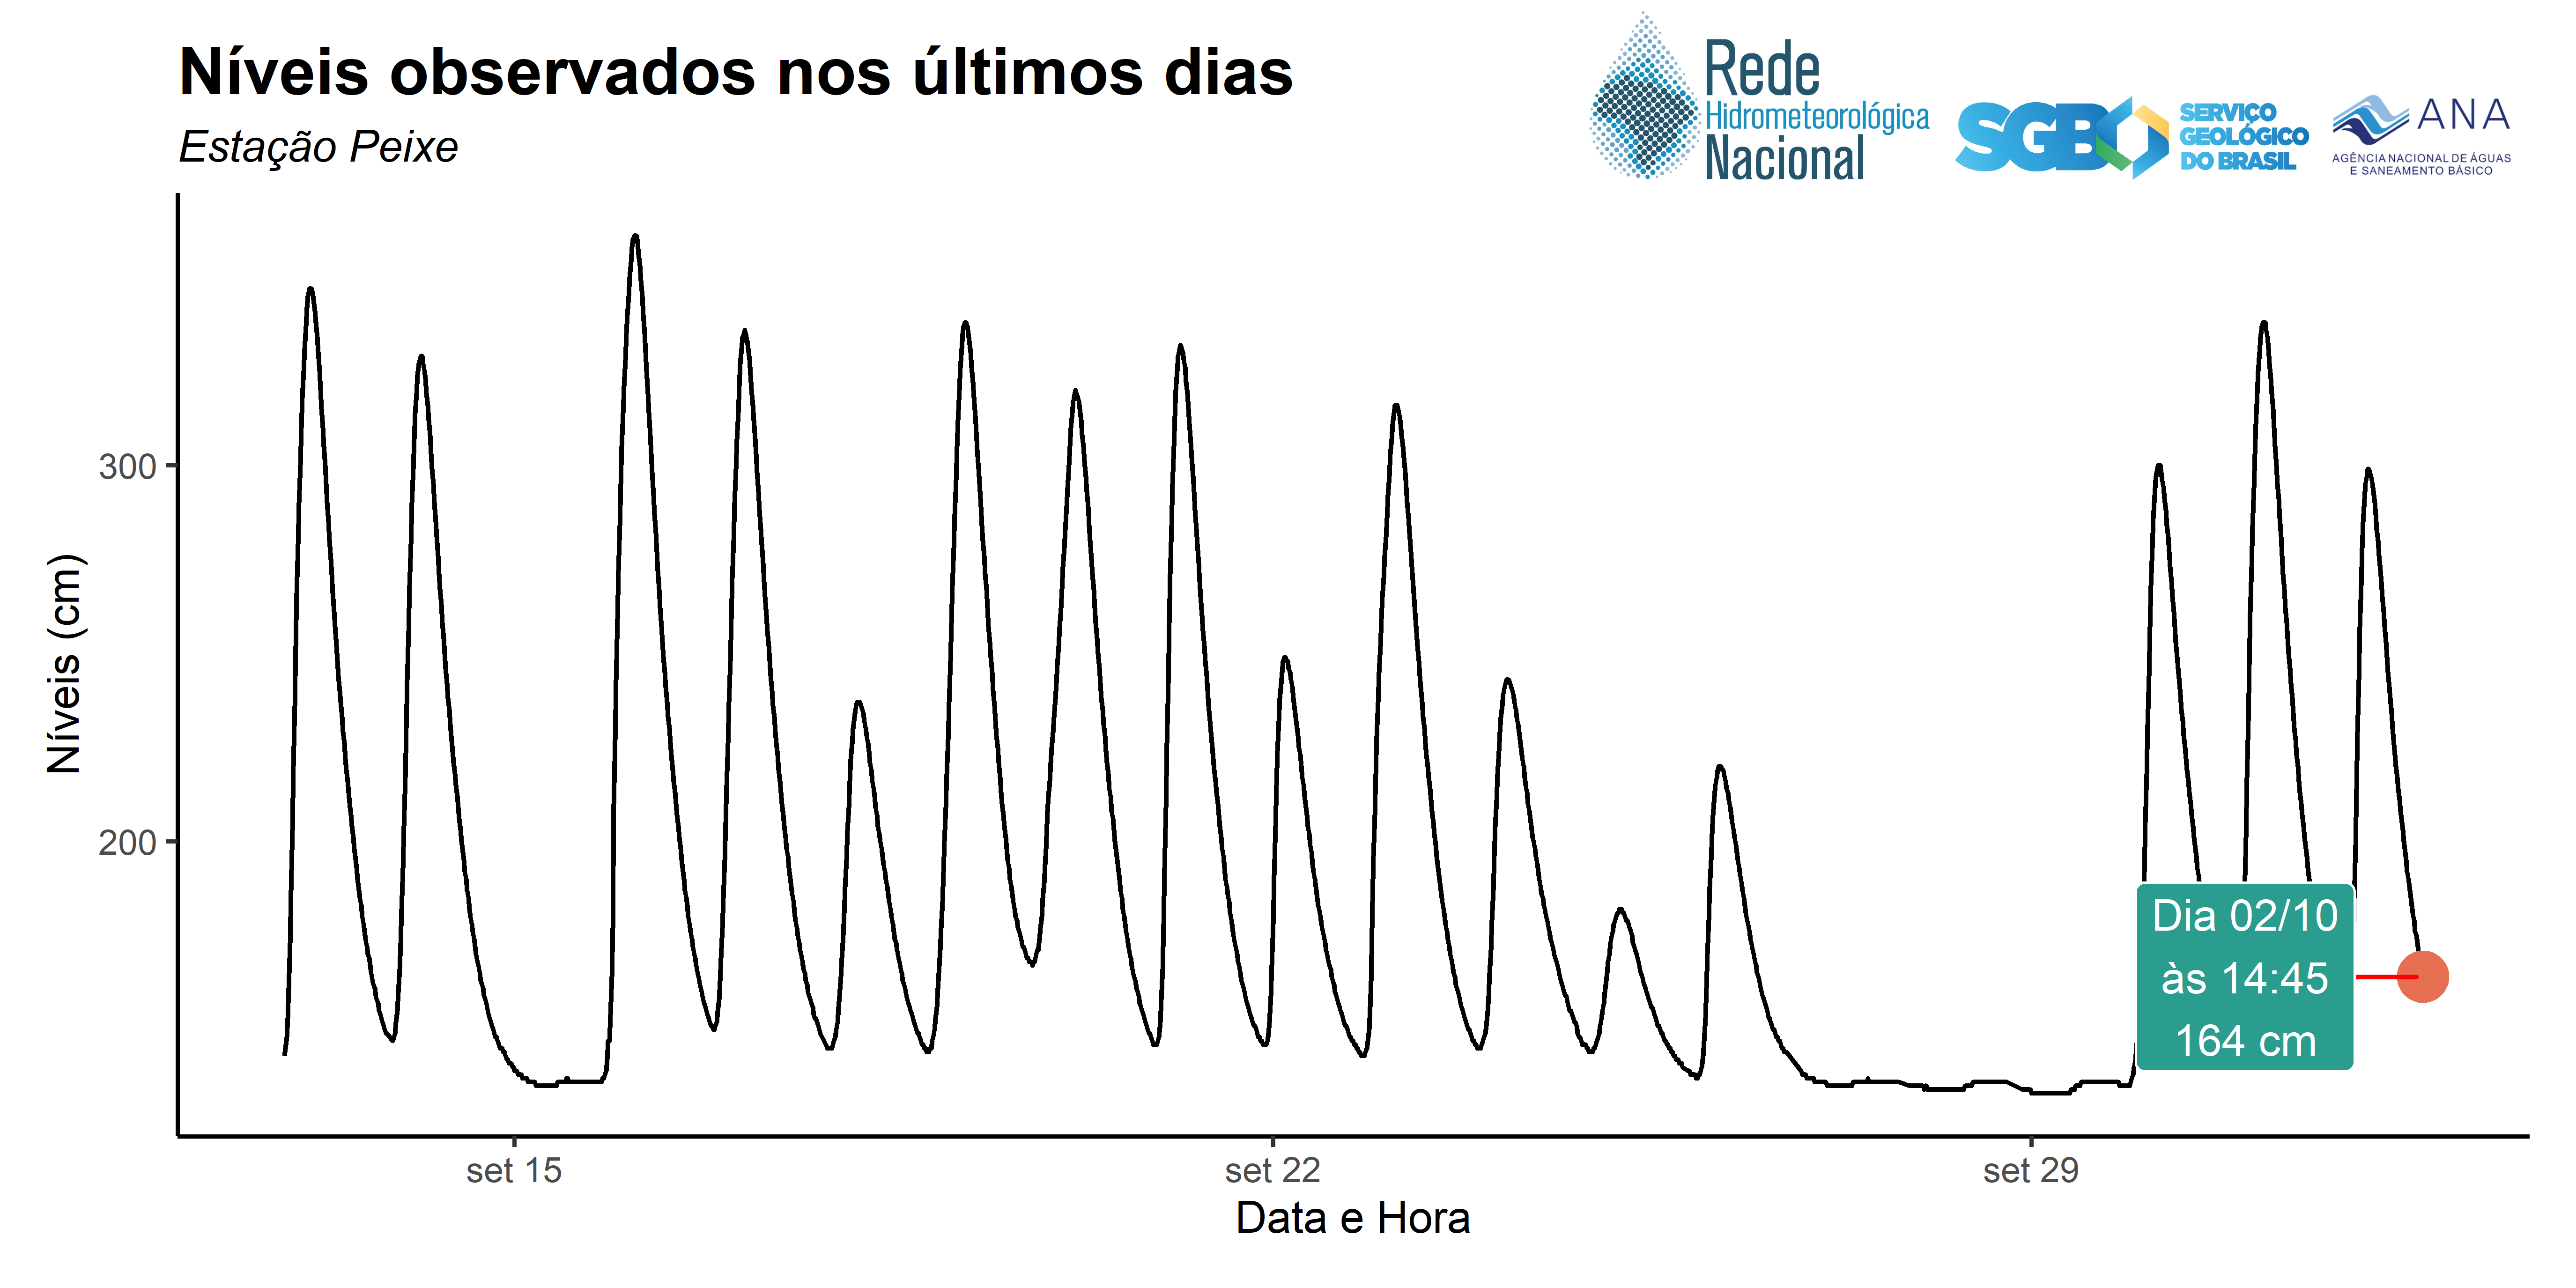 Níveis observados nos últimos dias
Estação Peixe
Rede
Hidrometeorológica
Nacional
SGB
SERVIÇO
GEOLÓGICO
DO BRASIL
ANA
AGÊNCIA NACIONAL DE ÁGUAS
E SANEAMENTO BÁSICO
Níveis (cm)
300
200
Dia 02/10
às 14:45
164 cm
set 15
set 22
set 29
Data e Hora